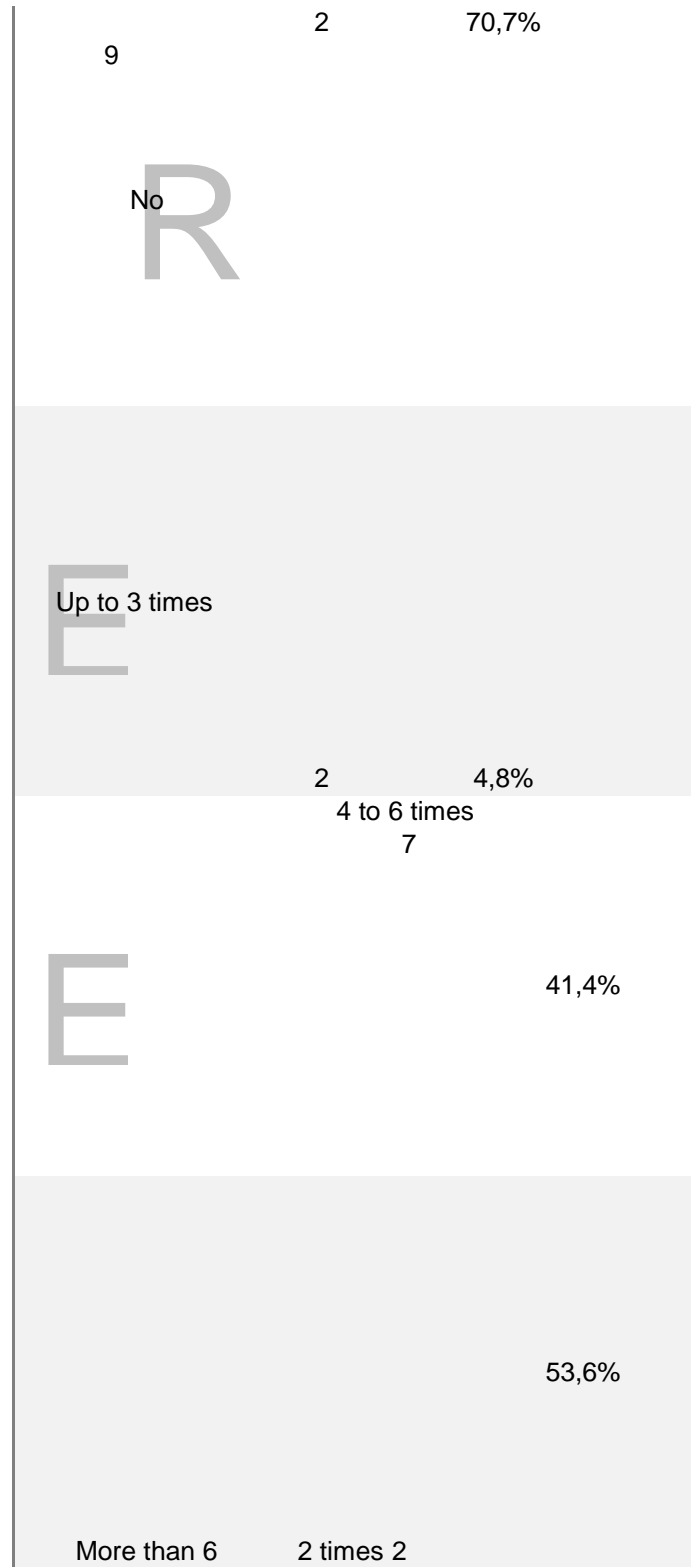 2 70,7%
9
No
R
Up to 3 times
E
2 4,8%
4 to 6 times
7
E
41,4%
53,6%
More than 6 2 times 2